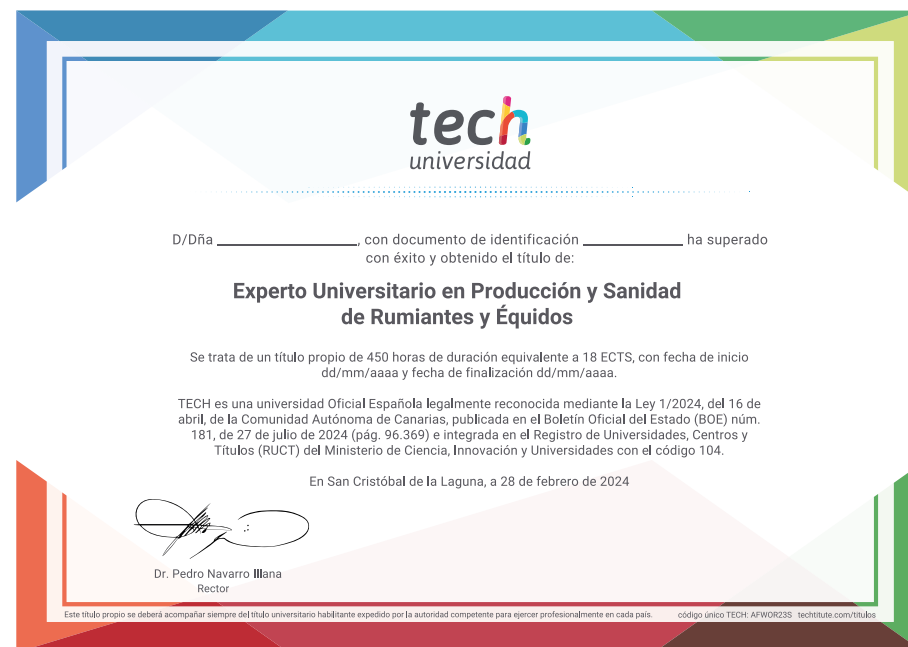 tech
universidad
D/Dña ____________________, con documento de identificación ______________ ha superado
con éxito y obtenido el título de:
Experto Universitario en Producción y Sanidad
de Rumiantes y Équidos
Se trata de un título propio de 450 horas de duración equivalente a 18 ECTS, con fecha de inicio
dd/mm/aaaa y fecha de finalización dd/mm/aaaa.
TECH es una universidad Oficial Española legalmente reconocida mediante la Ley 1/2024, del 16 de
abril, de la Comunidad Autónoma de Canarias, publicada en el Boletín Oficial del Estado (BOE) núm.
181, de 27 de julio de 2024 (pág. 96.369) e integrada en el Registro de Universidades, Centros y
Títulos (RUCT) del Ministerio de Ciencia, Innovación y Universidades con el código 104.
En San Cristóbal de la Laguna, a 28 de febrero de 2024
Dr. Pedro Navarro Illana
Rector
Este título propio se deberá acompañar siempre del título universitario habilitante expedido por la autoridad competente para ejercer profesionalmente en cada país. código único TECH: AFWOR23S techtitute.com/titulos